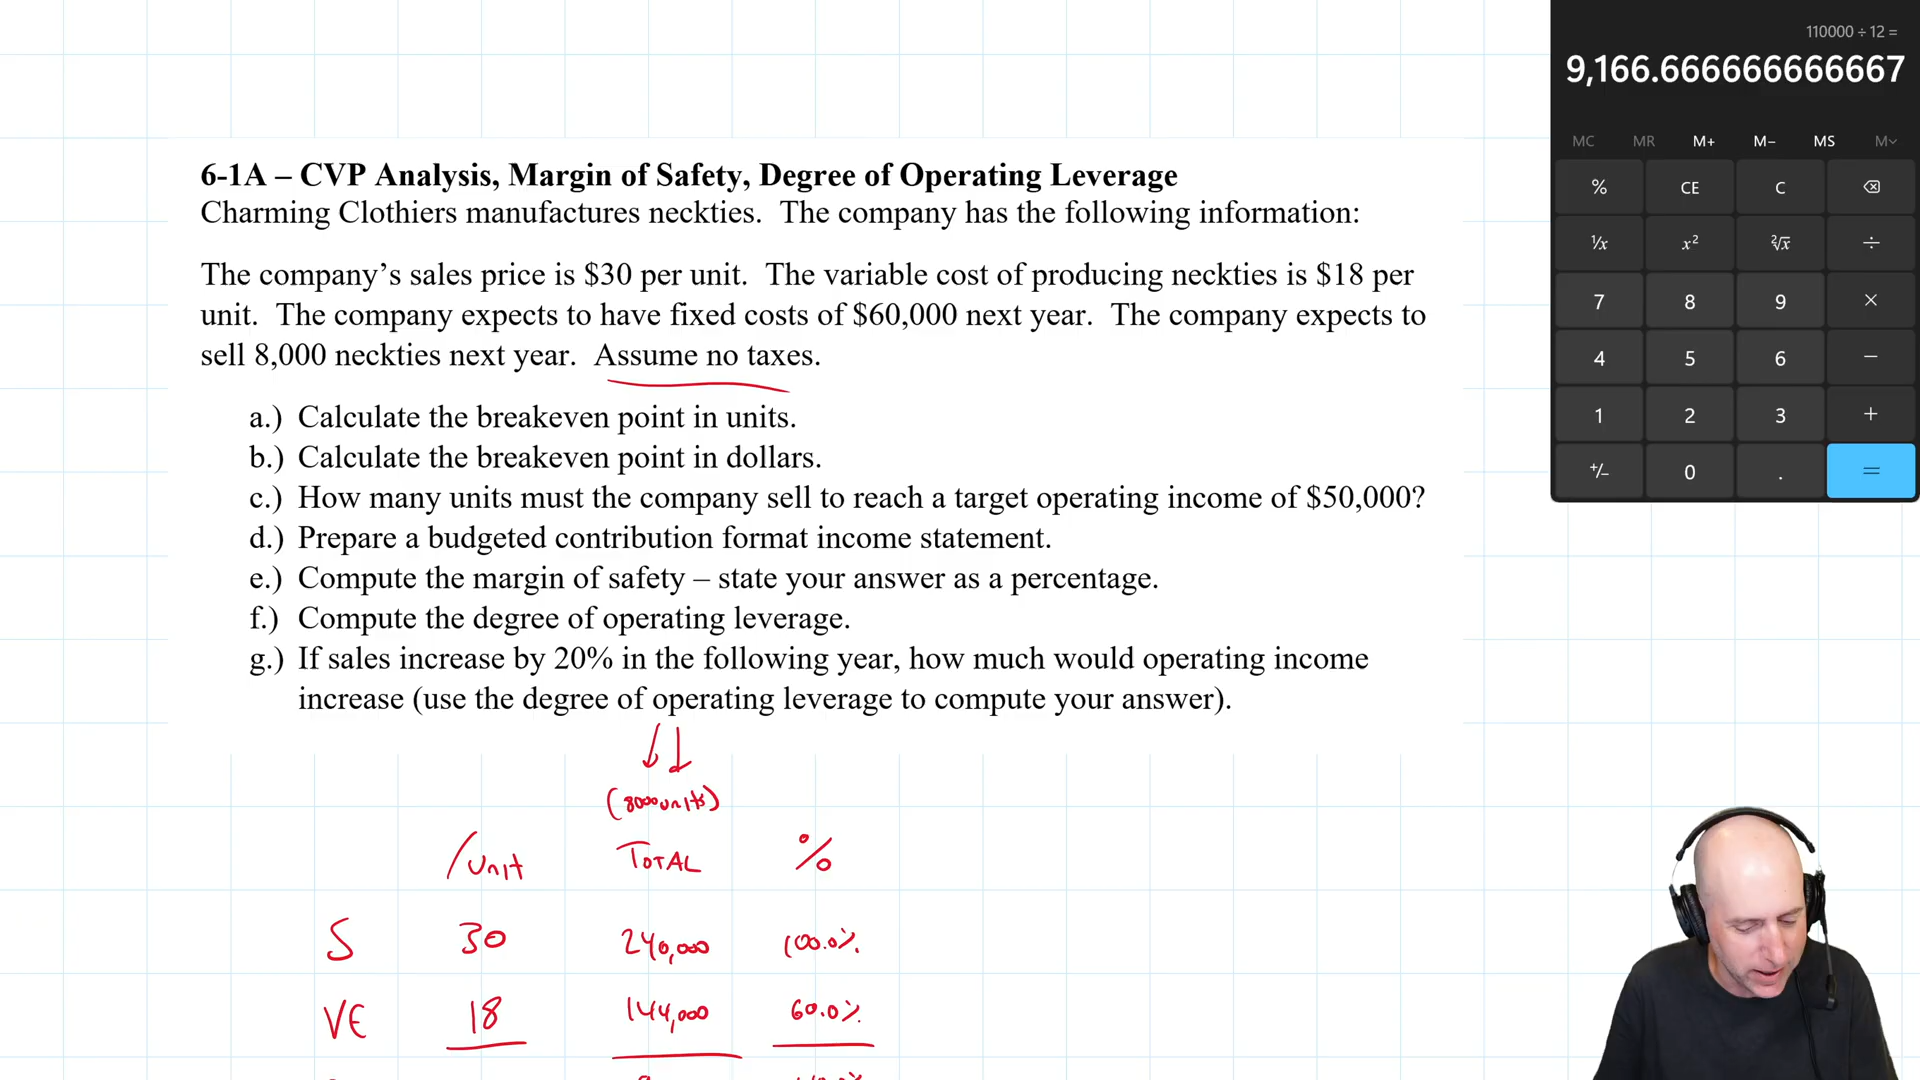 110000 ÷ 12 =
9,166.666666666667
MC MR M+ M− MS M˅
% CE C ⌫
¹/x x² ²√x ÷
7 8 9 ×
4 5 6 −
1 2 3 +
+/− 0 . =
6-1A – CVP Analysis, Margin of Safety, Degree of Operating Leverage
Charming Clothiers manufactures neckties. The company has the following information:
The company’s sales price is $30 per unit. The variable cost of producing neckties is $18 per
unit. The company expects to have fixed costs of $60,000 next year. The company expects to
sell 8,000 neckties next year. Assume no taxes.
a.) Calculate the breakeven point in units.
b.) Calculate the breakeven point in dollars.
c.) How many units must the company sell to reach a target operating income of $50,000?
d.) Prepare a budgeted contribution format income statement.
e.) Compute the margin of safety – state your answer as a percentage.
f.) Compute the degree of operating leverage.
g.) If sales increase by 20% in the following year, how much would operating income
increase (use the degree of operating leverage to compute your answer).
(8000 units)
/Unit TOTAL %
S 30 240,000 100.0%
VE 18 144,000 60.0%